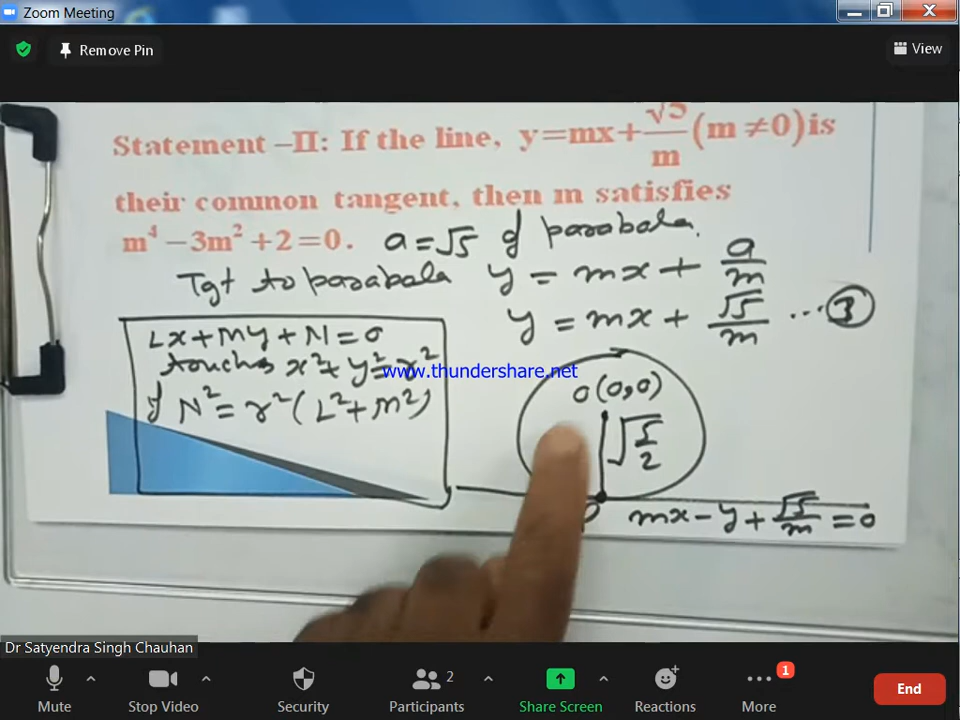 Zoom Meeting
Remove Pin
View
Statement –II: If the line, y=mx+√5/m (m ≠0) is
their common tangent, then m satisfies
m⁴ −3m² +2=0. a=√5 of parabola.
Tgt to parabola y = mx + a/m
y = mx + √5/m ...③
Lx+My+N=0
touches x²+y²=r²
if N²=r²(L²+M²)
www.thundershare.net
O(0,0)
√5/2
P mx−y+√5/m=0
Dr Satyendra Singh Chauhan
2
1
Mute
Stop Video
Security
Participants
Share Screen
Reactions
More
End